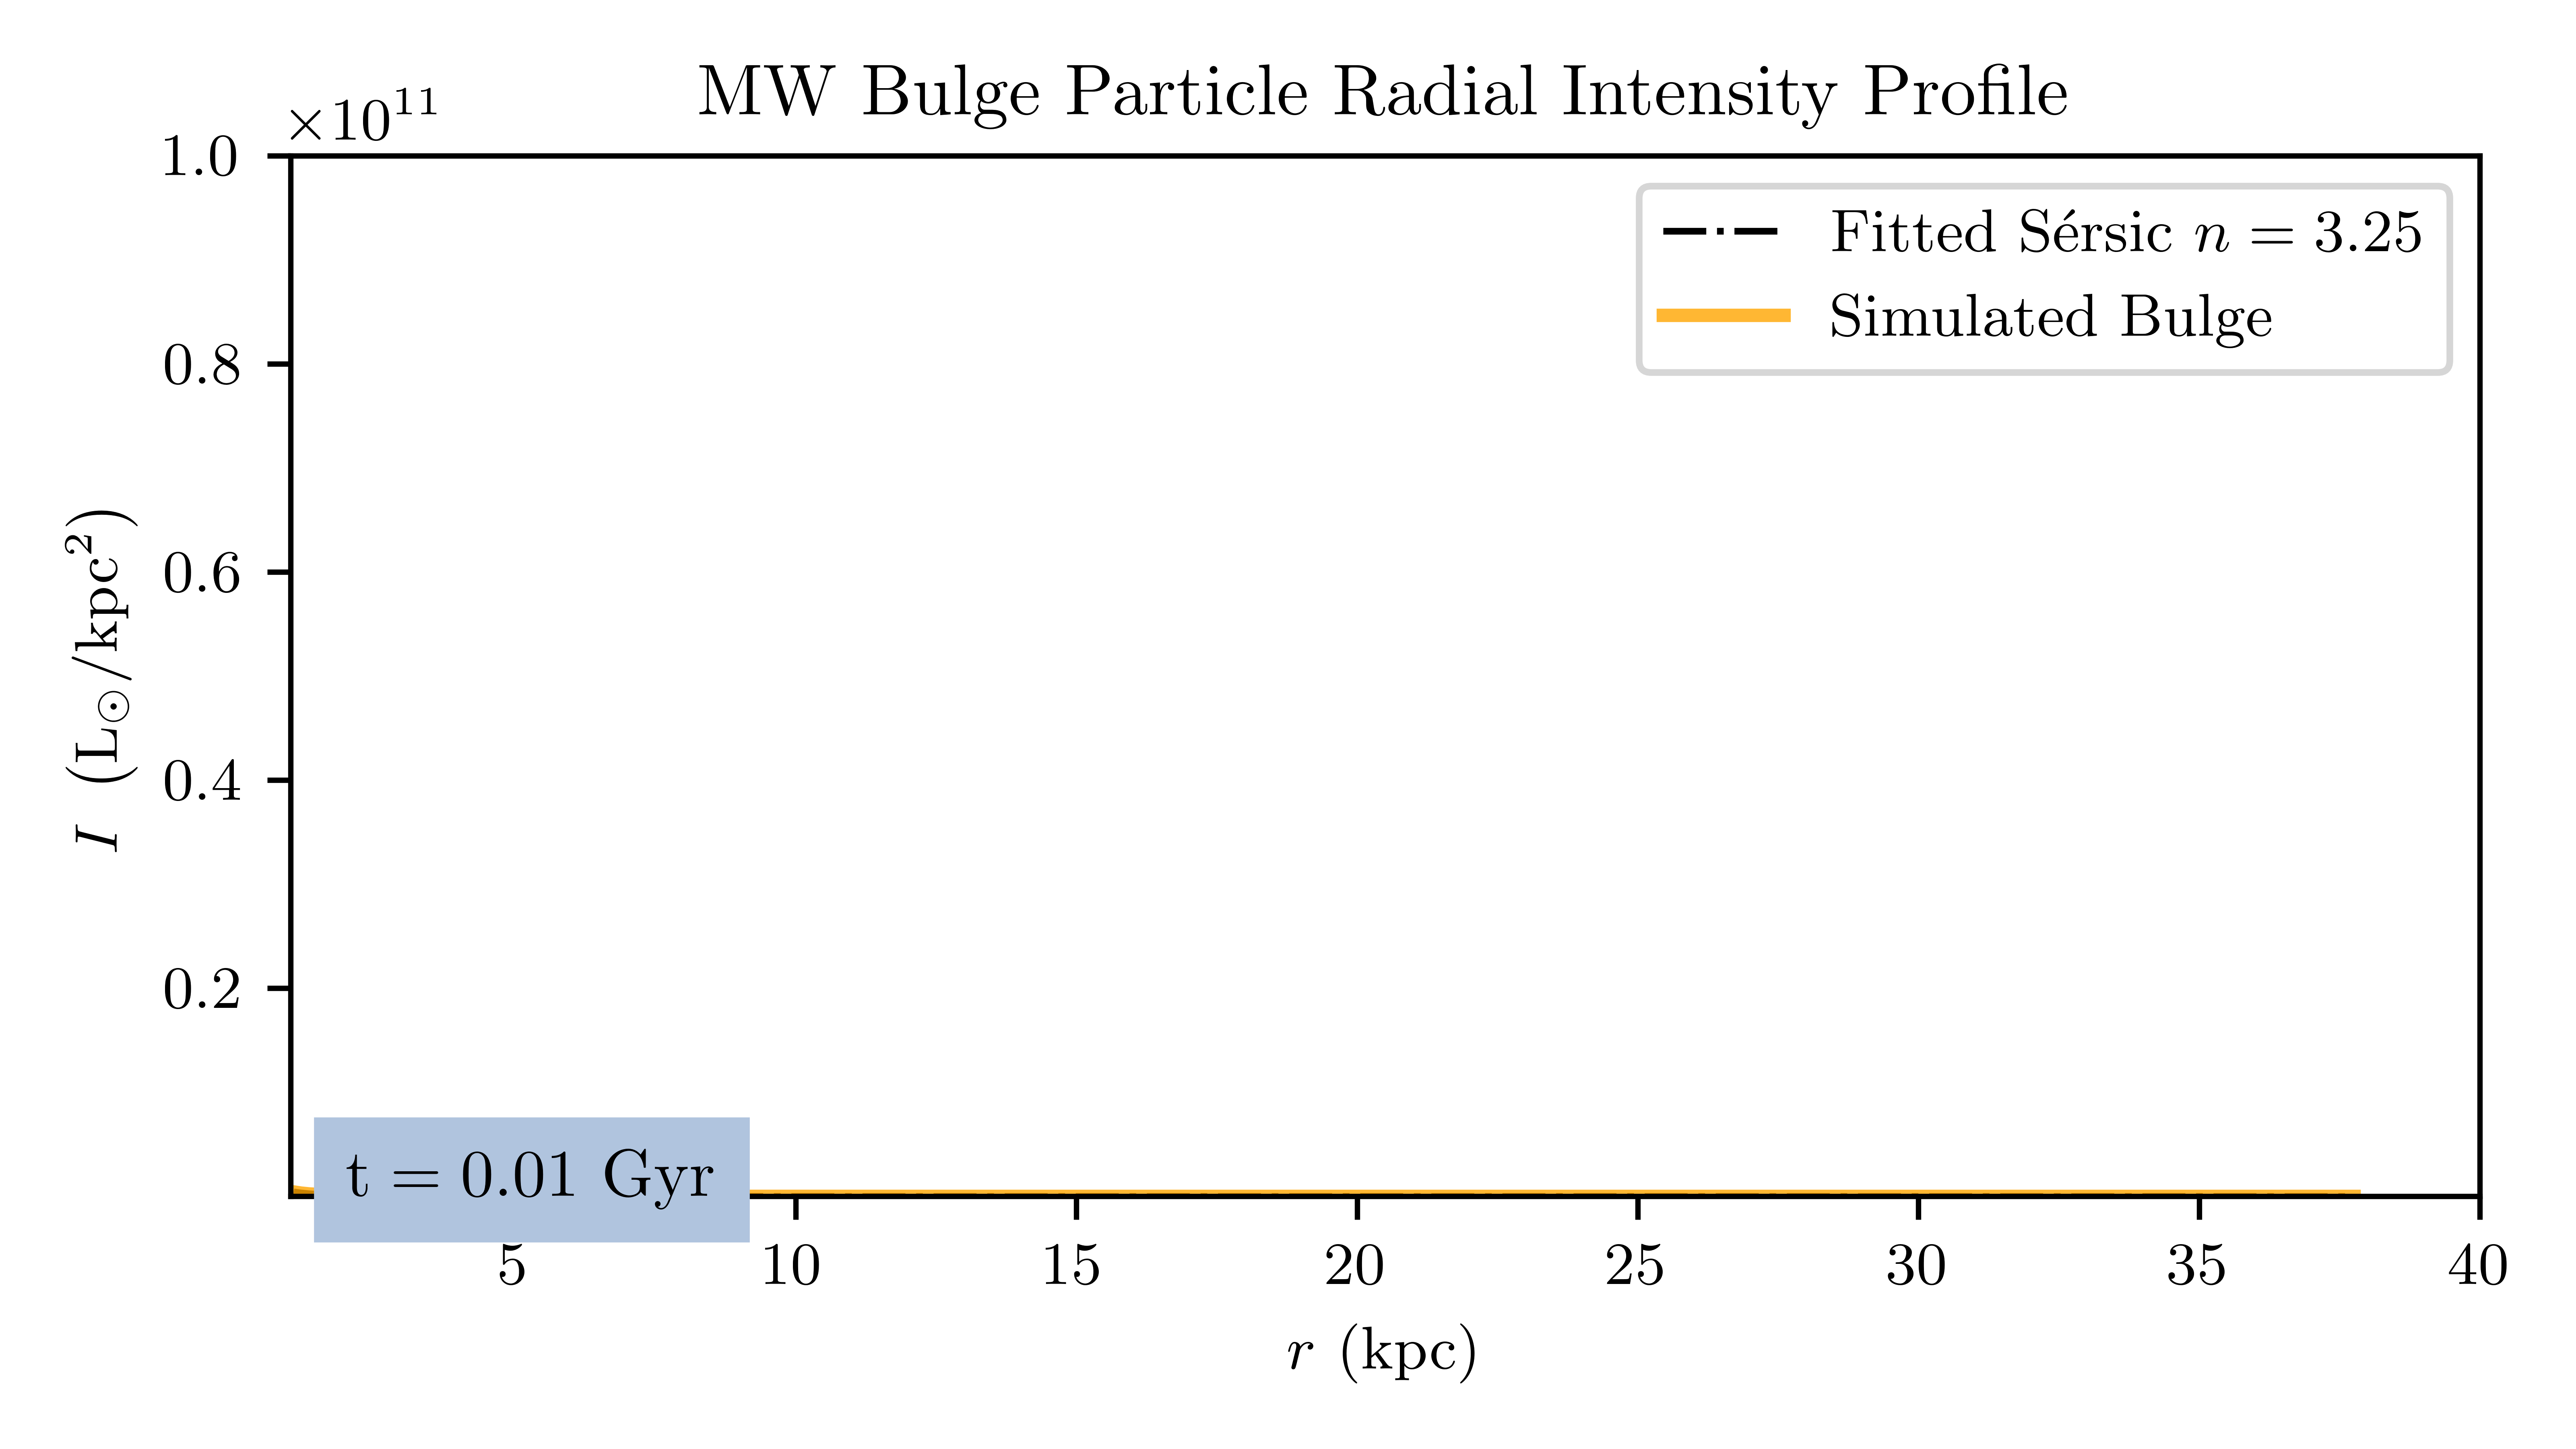 MW Bulge Particle Radial Intensity Profile
×10¹¹
1.0
0.8
0.6
0.4
0.2
I (L⊙/kpc²)
Fitted Sérsic n = 3.25
Simulated Bulge
t = 0.01 Gyr
5 10 15 20 25 30 35 40
r (kpc)